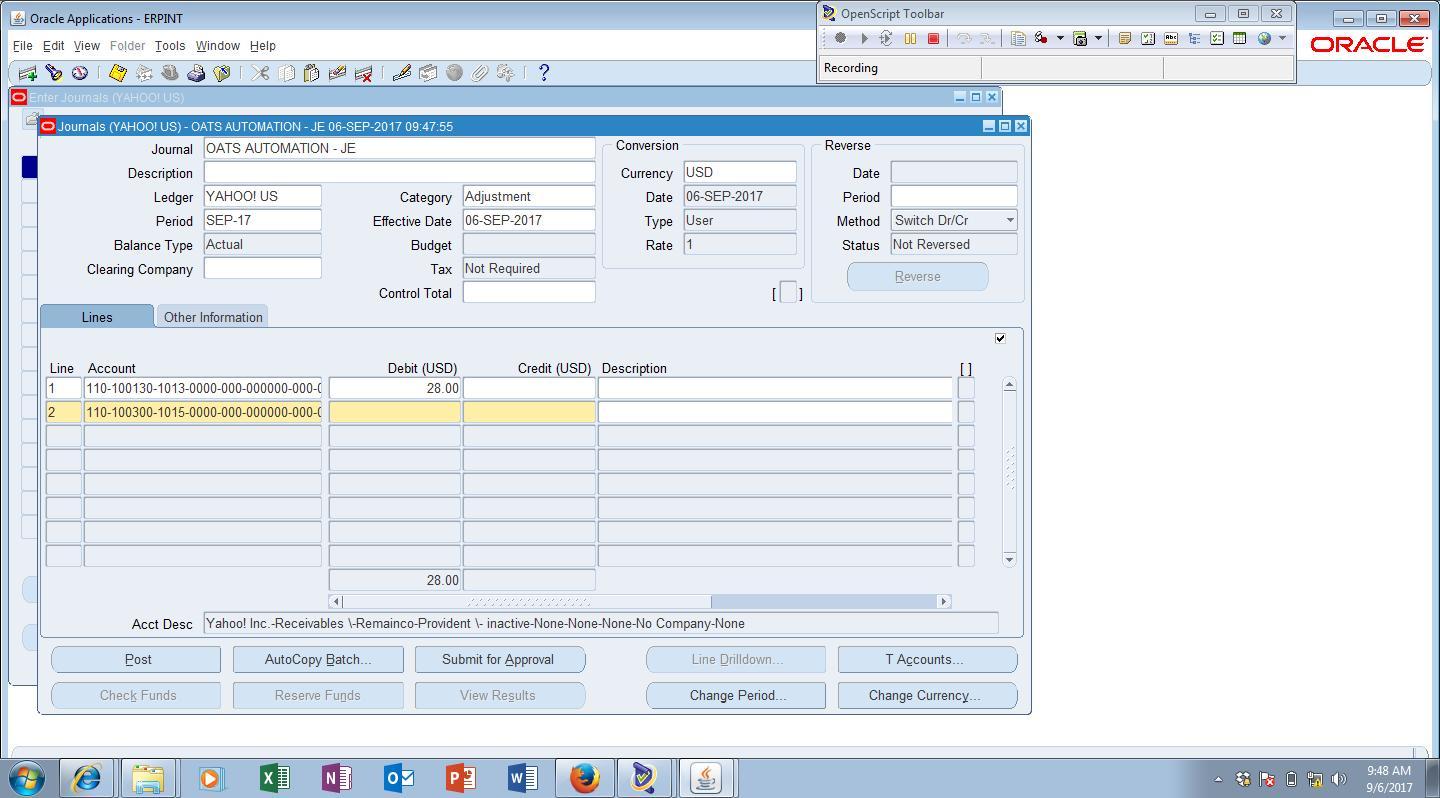 Oracle Applications - ERPINT
OpenScript Toolbar
File Edit View Folder Tools Window Help
ORACLE
Recording
Enter Journals (YAHOO! US)
Journals (YAHOO! US) - OATS AUTOMATION - JE 06-SEP-2017 09:47:55
Journal OATS AUTOMATION - JE
Conversion
Reverse
Description
Currency USD
Date
Ledger YAHOO! US
Category Adjustment
Date 06-SEP-2017
Period
Period SEP-17
Effective Date 06-SEP-2017
Type User
Method Switch Dr/Cr
Balance Type Actual
Budget
Rate 1
Status Not Reversed
Clearing Company
Tax Not Required
Reverse
Control Total
[ ]
Lines Other Information
Line Account Debit (USD) Credit (USD) Description [ ]
1 110-100130-1013-0000-000-000000-000-0 28.00
2 110-100300-1015-0000-000-000000-000-0
28.00
Acct Desc Yahoo! Inc.-Receivables \-Remainco-Provident \- inactive-None-None-None-No Company-None
Post AutoCopy Batch... Submit for Approval Line Drilldown... T Accounts...
Check Funds Reserve Funds View Results Change Period... Change Currency...
9:48 AM
9/6/2017